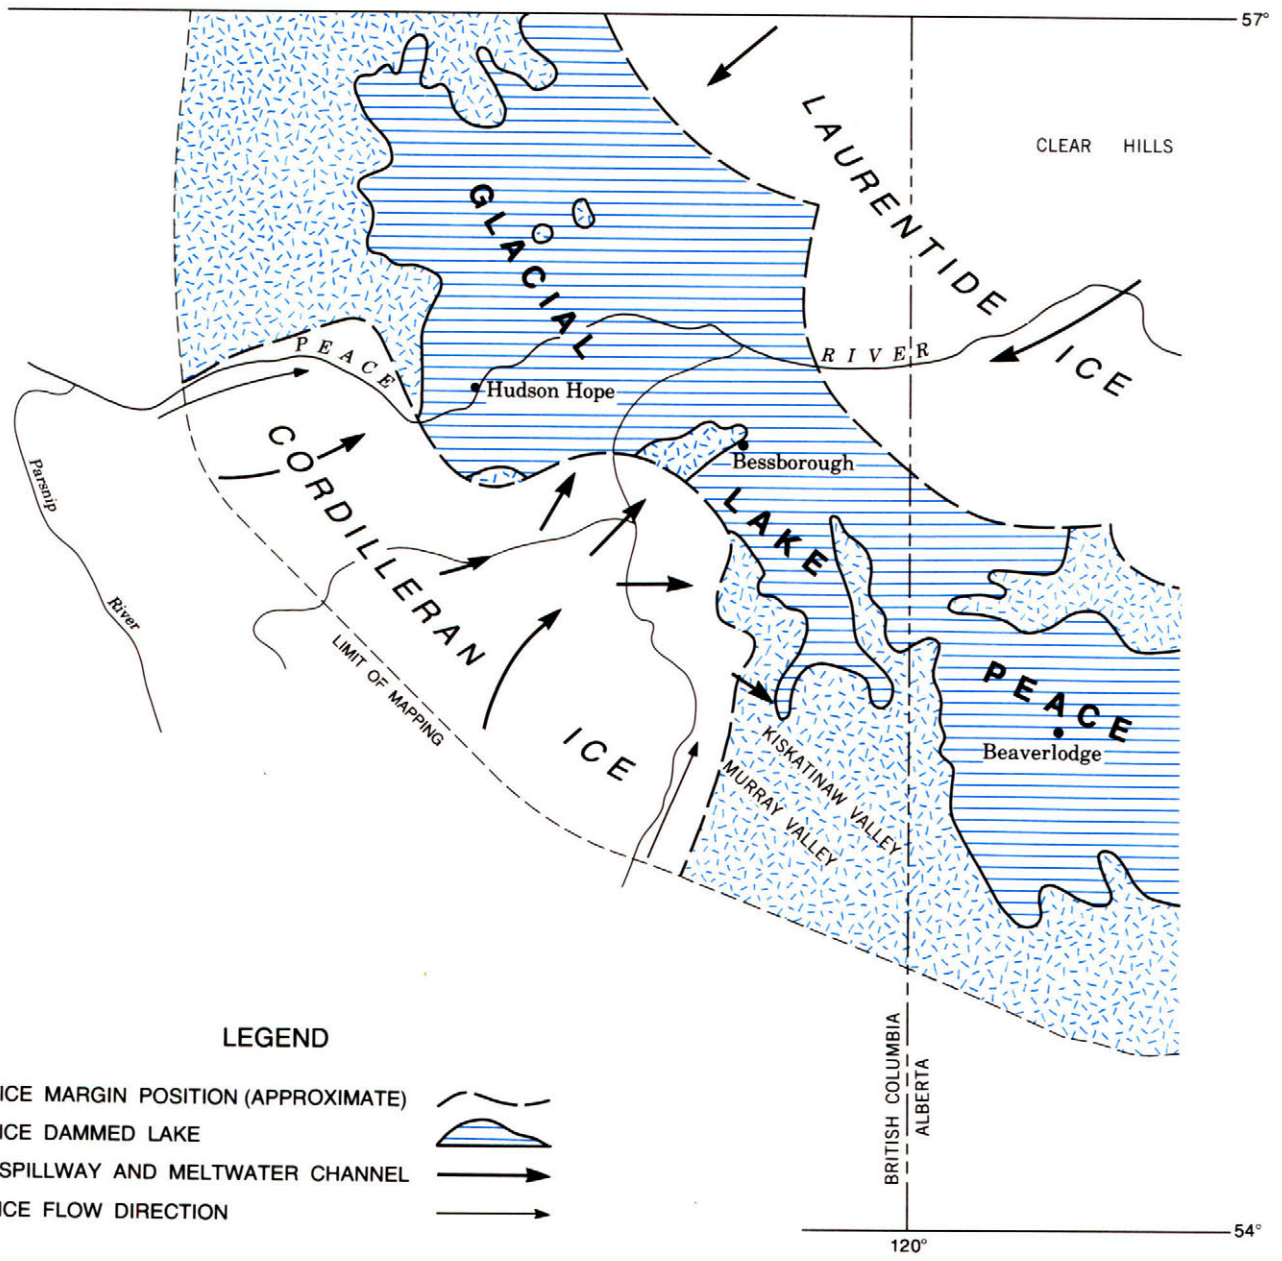 57°
CLEAR HILLS
LAURENTIDE
ICE
GLACIAL
PEACE
RIVER
Hudson Hope
CORDILLERAN
ICE
Bessborough
LAKE
Parsnip
River
LIMIT OF MAPPING
PEACE
Beaverlodge
KISKATINAW VALLEY
MURRAY VALLEY
LEGEND
ICE MARGIN POSITION (APPROXIMATE)
ICE DAMMED LAKE
SPILLWAY AND MELTWATER CHANNEL
ICE FLOW DIRECTION
BRITISH COLUMBIA
ALBERTA
54°
120°